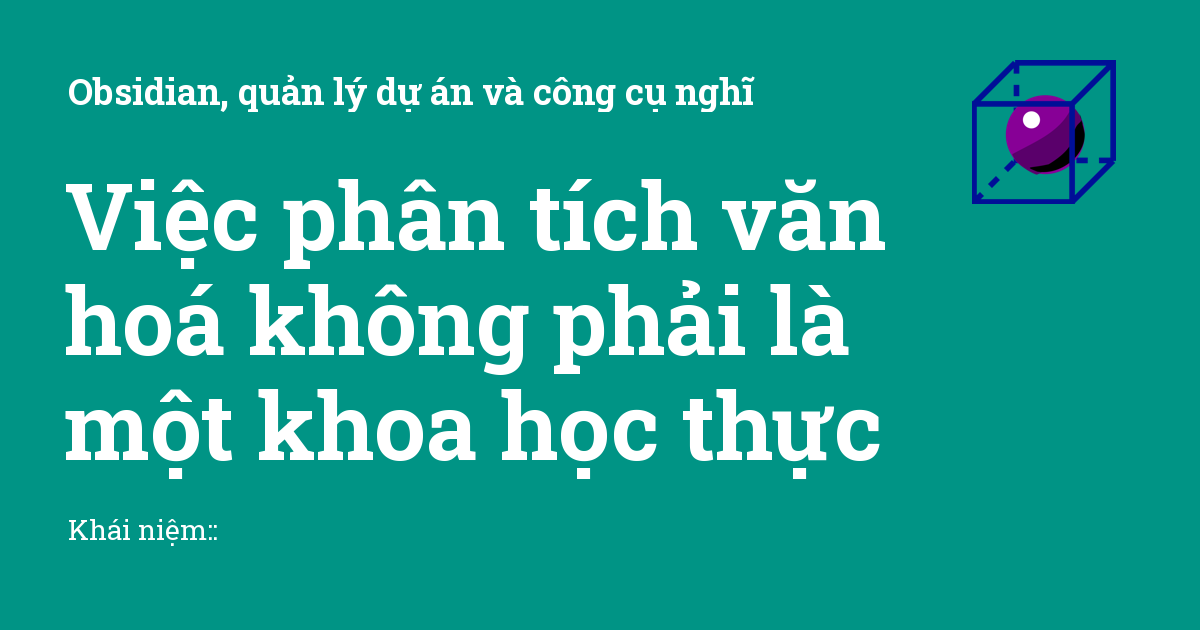 Obsidian, quản lý dự án và công cụ nghĩ
Việc phân tích văn
hoá không phải là
một khoa học thực
Khái niệm::